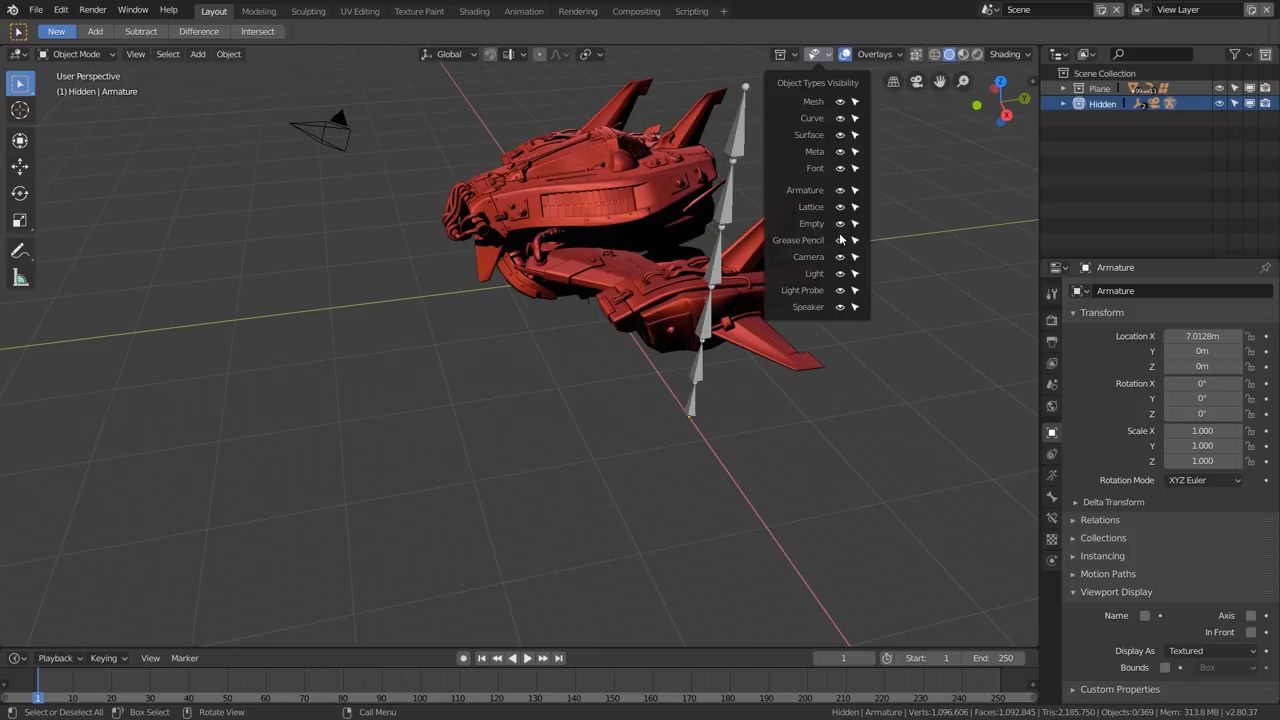 File Edit Render Window Help Layout Modeling Sculpting UV Editing Texture Paint Shading Animation Rendering Compositing Scripting + Scene View Layer
New Add Subtract Difference Intersect
Object Mode View Select Add Object Global Overlays Shading
User Perspective
(1) Hidden | Armature
Object Types Visibility
Mesh
Curve
Surface
Meta
Font
Armature
Lattice
Empty
Grease Pencil
Camera
Light
Light Probe
Speaker
Z
Y
X
Scene Collection
Plane
Hidden 2
Armature
Armature
Transform
Location X 7.0128m
Y 0m
Z 0m
Rotation X 0°
Y 0°
Z 0°
Scale X 1.000
Y 1.000
Z 1.000
Rotation Mode XYZ Euler
Delta Transform
Relations
Collections
Instancing
Motion Paths
Viewport Display
Name Axis
In Front
Display As Textured
Bounds Box
Custom Properties
Playback Keying View Marker 1 Start: 1 End: 250
1 10 20 30 40 50 60 70 80 90 100 110 120 130 140 150 160 170 180 190 200 210 220 230 240 250
Select or Deselect All Box Select Rotate View Call Menu Hidden | Armature | Verts:1,096,606 | Faces:1,092,845 | Tris:2,185,750 | Objects:0/369 | Mem: 313.8 MB | v2.80.37